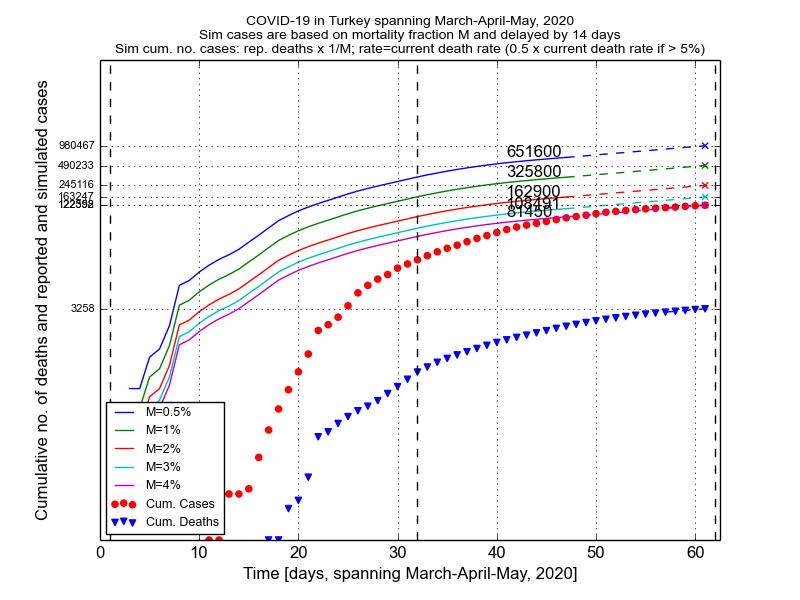 COVID-19 in Turkey spanning March-April-May, 2020
Sim cases are based on mortality fraction M and delayed by 14 days
Sim cum. no. cases: rep. deaths x 1/M; rate=current death rate (0.5 x current death rate if > 5%)
Cumulative no. of deaths and reported and simulated cases
980467
490233
245116
163247
3258
651600
325800
162900
81450
M=0.5%
M=1%
M=2%
M=3%
M=4%
Cum. Cases
Cum. Deaths
0 10 20 30 40 50 60
Time [days, spanning March-April-May, 2020]